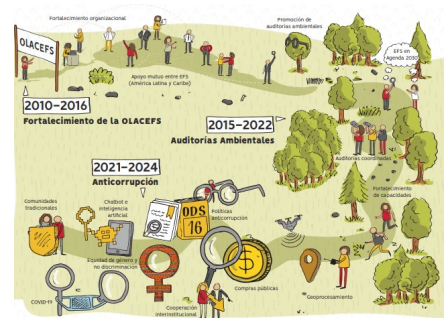 Fortalecimiento organizacional
Promoción de
auditorías ambientales
OLACEFS
EFS en
Agenda 2030
Apoyo mutuo entre EFS
(América Latina y Caribe)
2010–2016
Fortalecimiento de la OLACEFS
2015–2022
Auditorías Ambientales
Auditorías coordinadas
2021–2024
Anticorrupción
Fortalecimiento
de capacidades
Comunidades
tradicionales
Chatbot e
inteligencia
artificial
ODS
16
Políticas
anticorrupción
Equidad de género y
no discriminación
Compras públicas
Geoprocesamiento
COVID-19
Cooperación
interinstitucional